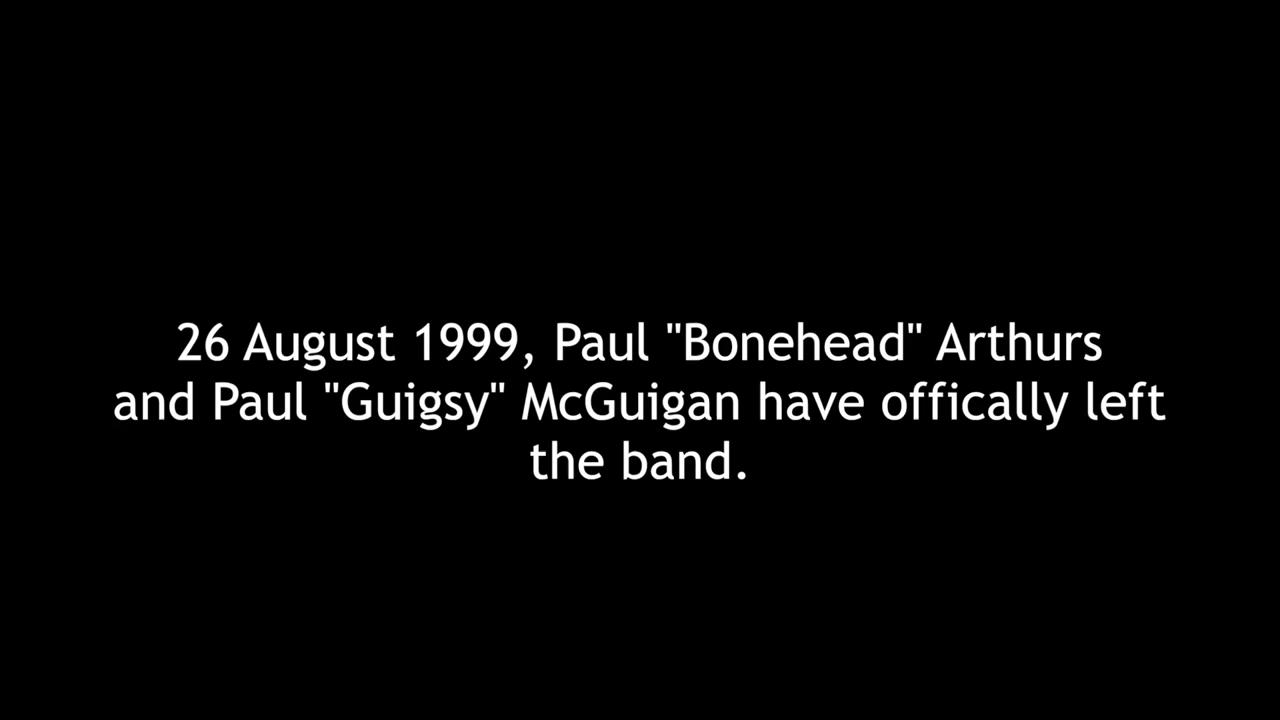 26 August 1999, Paul "Bonehead" Arthurs
and Paul "Guigsy" McGuigan have offically left
the band.